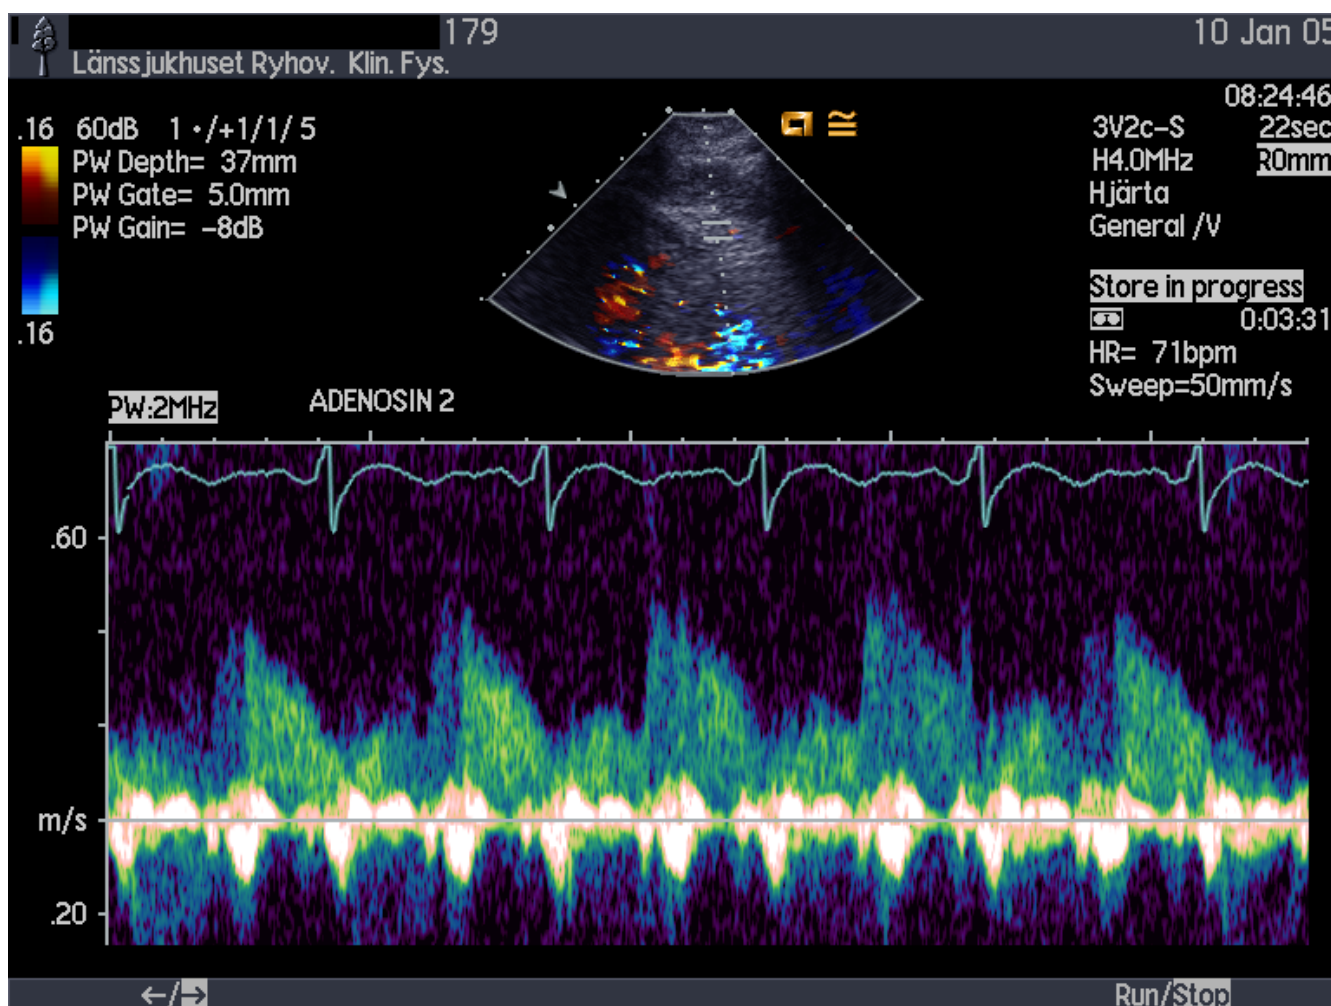 179
10 Jan 05
Länssjukhuset Ryhov. Klin. Fys.
08:24:46
.16 60dB 1 •/+1/1/ 5
PW Depth= 37mm
PW Gate= 5.0mm
PW Gain= -8dB
.16
3V2c-S 22sec
H4.0MHz R0mm
Hjärta
General /V
Store in progress
0:03:31
HR= 71bpm
Sweep=50mm/s
PW:2MHz
ADENOSIN 2
.60
m/s
.20
←/→
Run/Stop